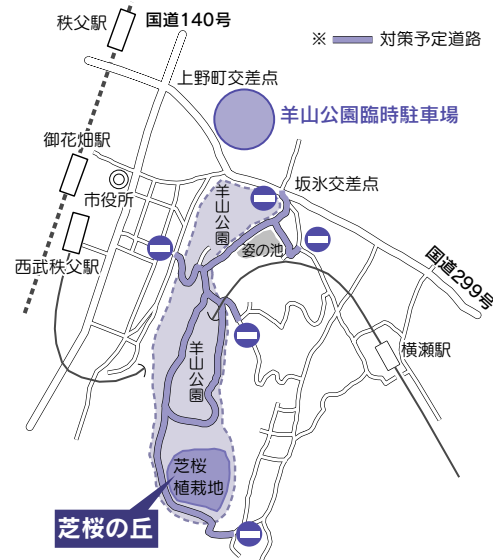 秩父駅
国道140号
※ 対策予定道路
上野町交差点
羊山公園臨時駐車場
御花畑駅
市役所
羊山公園
坂氷交差点
姿の池
西武秩父駅
国道299号
羊山公園
横瀬駅
芝桜
植栽地
芝桜の丘